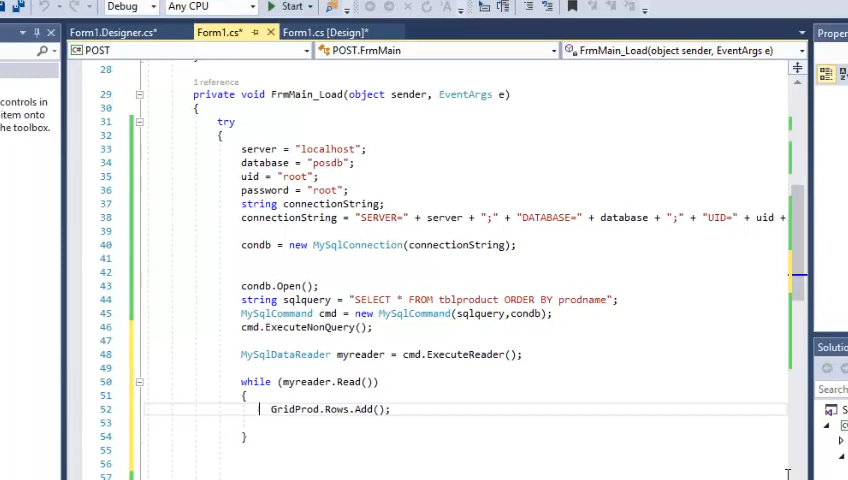 Debug Any CPU Start
Form1.Designer.cs* Form1.cs* Form1.cs [Design]* Proper
POST POST.FrmMain FrmMain_Load(object sender, EventArgs e)
28
1 reference
29 private void FrmMain_Load(object sender, EventArgs e)
controls in
30 {
item onto
31 try
the toolbox.
32 {
33 server = "localhost";
34 database = "posdb";
35 uid = "root";
36 password = "root";
37 string connectionString;
38 connectionString = "SERVER=" + server + ";" + "DATABASE=" + database + ";" + "UID=" + uid +
39
40 condb = new MySqlConnection(connectionString);
41
42
43 condb.Open();
44 string sqlquery = "SELECT * FROM tblproduct ORDER BY prodname";
45 MySqlCommand cmd = new MySqlCommand(sqlquery,condb);
46 cmd.ExecuteNonQuery();
47
48 MySqlDataReader myreader = cmd.ExecuteReader();
Solutio
49
50 while (myreader.Read())
Search
51 {
52 GridProd.Rows.Add();
53
54 }
55
56
57